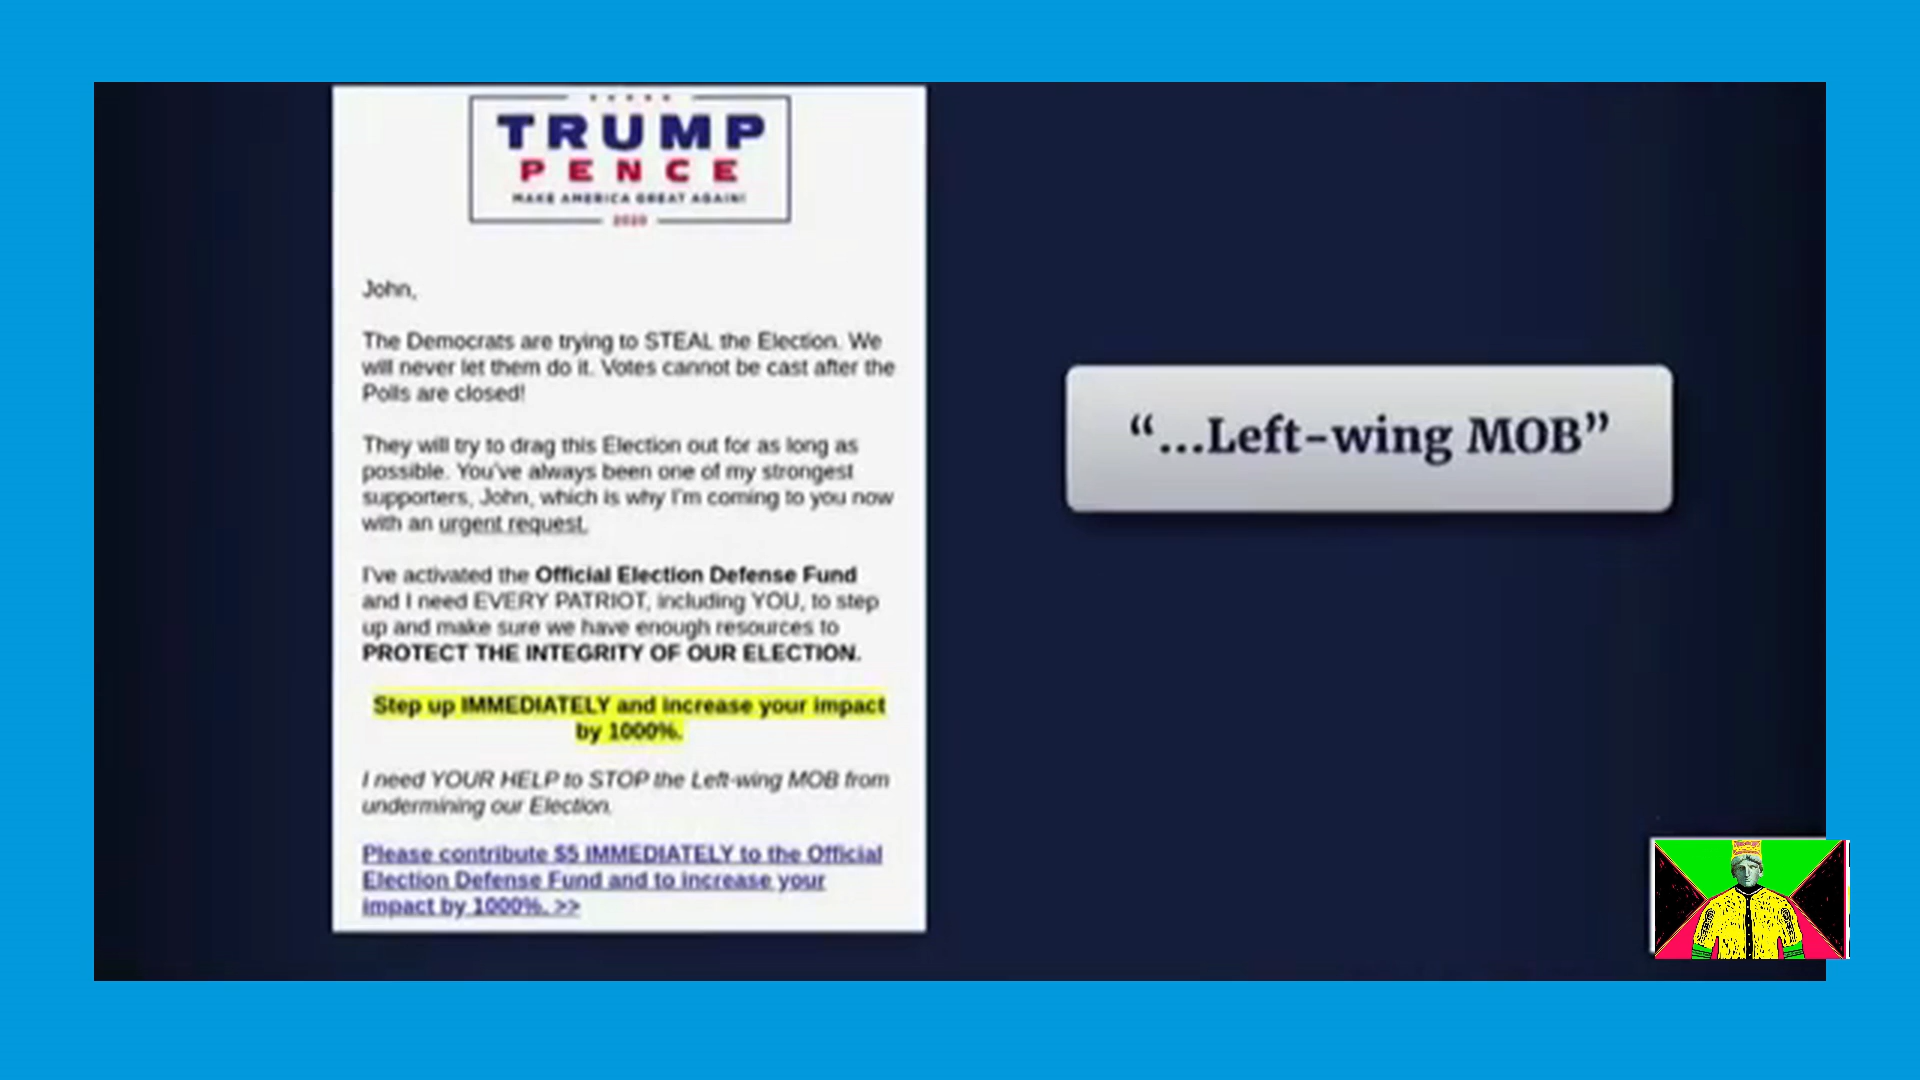 TRUMP
PENCE
MAKE AMERICA GREAT AGAIN!
2020
John,
The Democrats are trying to STEAL the Election. We
will never let them do it. Votes cannot be cast after the
Polls are closed!
They will try to drag this Election out for as long as
possible. You've always been one of my strongest
supporters, John, which is why I'm coming to you now
with an urgent request.
I've activated the Official Election Defense Fund
and I need EVERY PATRIOT, including YOU, to step
up and make sure we have enough resources to
PROTECT THE INTEGRITY OF OUR ELECTION.
Step up IMMEDIATELY and increase your impact
by 1000%.
I need YOUR HELP to STOP the Left-wing MOB from
undermining our Election.
Please contribute $5 IMMEDIATELY to the Official
Election Defense Fund and to increase your
impact by 1000%. >>
“...Left-wing MOB”